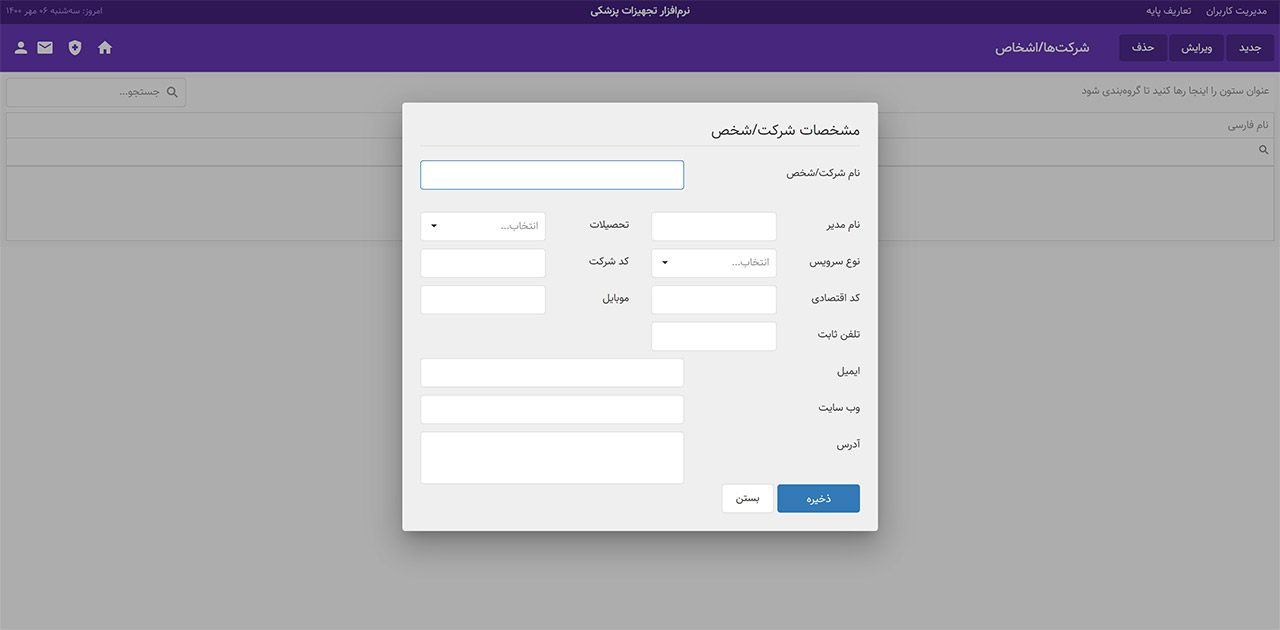 مدیریت کاربران تعاریف پایه نرم‌افزار تجهیزات پزشکی امروز: سه‌شنبه ۰۶ مهر ۱۴۰۰
جدید ویرایش حذف شرکت‌ها/اشخاص
عنوان ستون را اینجا رها کنید تا گروه‌بندی شود جستجو...
نام فارسی
مشخصات شرکت/شخص
نام شرکت/شخص
نام مدیر تحصیلات انتخاب...
نوع سرویس انتخاب... کد شرکت
کد اقتصادی موبایل
تلفن ثابت
ایمیل
وب سایت
آدرس
ذخیره بستن